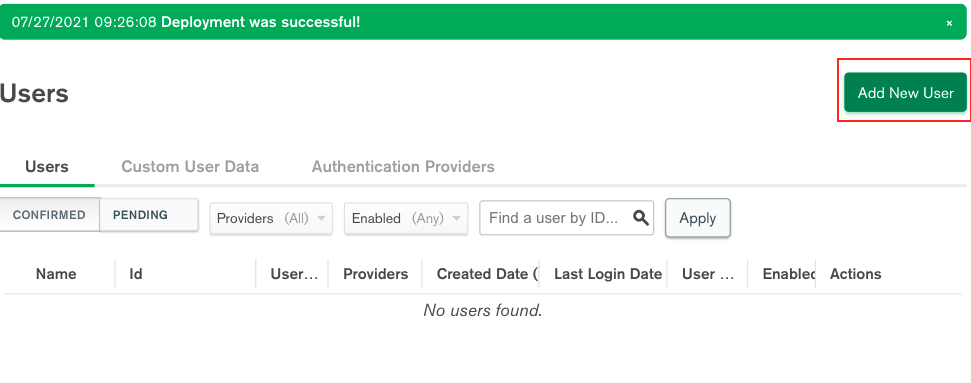 07/27/2021 09:26:08 Deployment was successful! ×
Users
Add New User
Users Custom User Data Authentication Providers
CONFIRMED PENDING Providers (All) Enabled (Any) Find a user by ID... Apply
Name Id User... Providers Created Date ( Last Login Date User ... Enabled Actions
No users found.